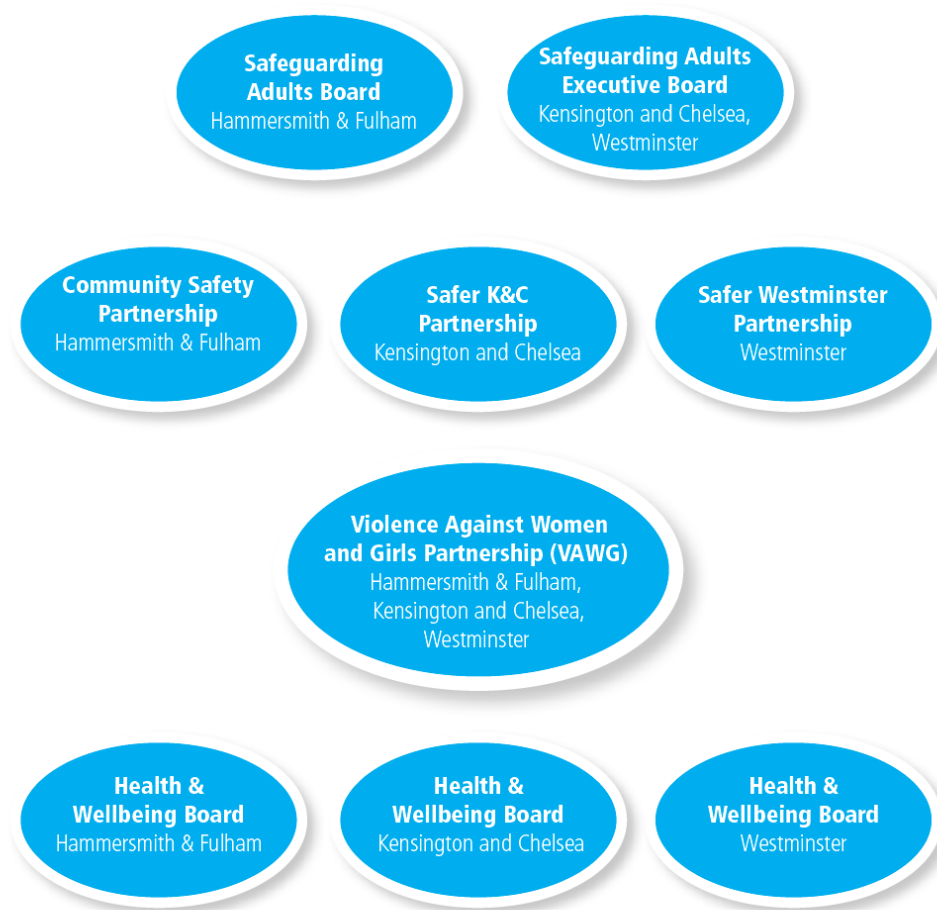 Safeguarding
Adults Board
Hammersmith & Fulham
Safeguarding Adults
Executive Board
Kensington and Chelsea,
Westminster
Community Safety
Partnership
Hammersmith & Fulham
Safer K&C
Partnership
Kensington and Chelsea
Safer Westminster
Partnership
Westminster
Violence Against Women
and Girls Partnership (VAWG)
Hammersmith & Fulham,
Kensington and Chelsea,
Westminster
Health &
Wellbeing Board
Hammersmith & Fulham
Health &
Wellbeing Board
Kensington and Chelsea
Health &
Wellbeing Board
Westminster